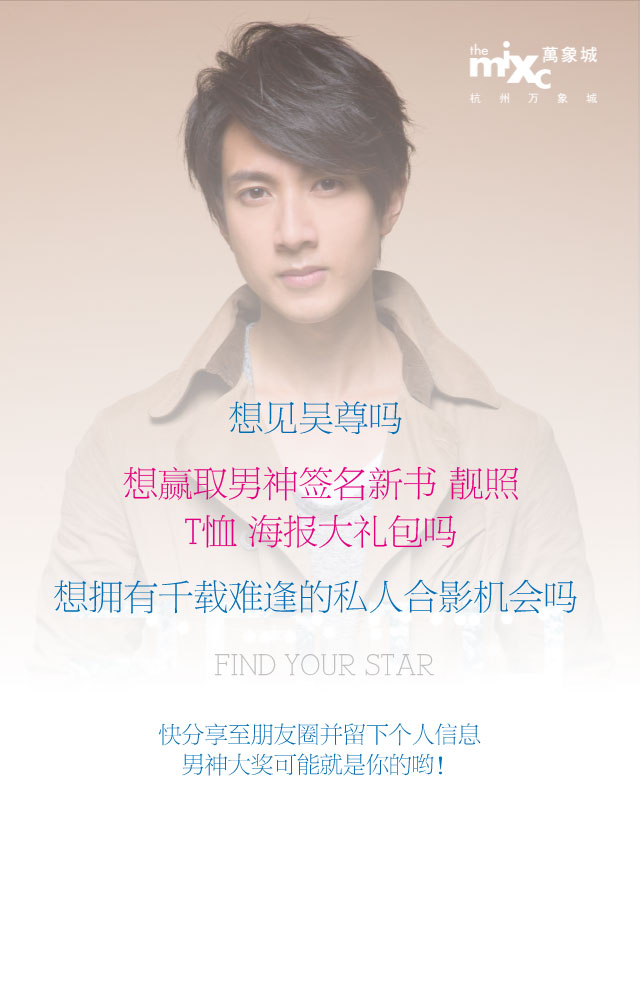 the
mixc 萬象城
杭州万象城
想见吴尊吗
想赢取男神签名新书 靓照
T恤 海报大礼包吗
想拥有千载难逢的私人合影机会吗
FIND YOUR STAR
快分享至朋友圈并留下个人信息
男神大奖可能就是你的哟！